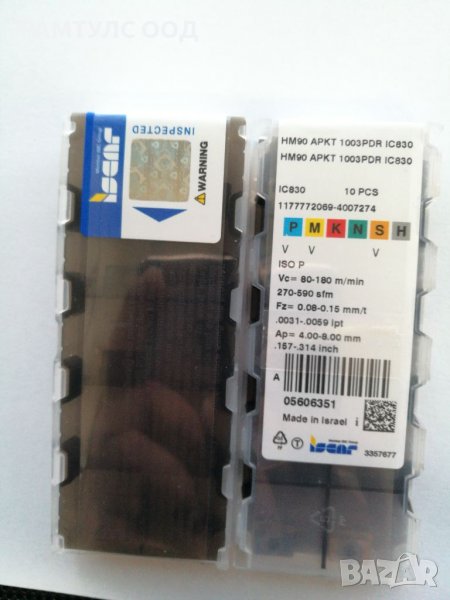 РАМТУЛС ООД
INSPECTED
WARNING
iscar
HM90 APKT 1003PDR IC830
HM90 APKT 1003PDR IC830
IC830 10 PCS
1177772069-4007274
P M K N S H
V V V
ISO P
Vc= 80-180 m/min
270-590 sfm
Fz= 0.08-0.15 mm/t
.0031-.0059 ipt
Ap= 4.00-8.00 mm
.157-.314 inch
A
05606351
Made in Israel i
iscar
3357677
BAZAR